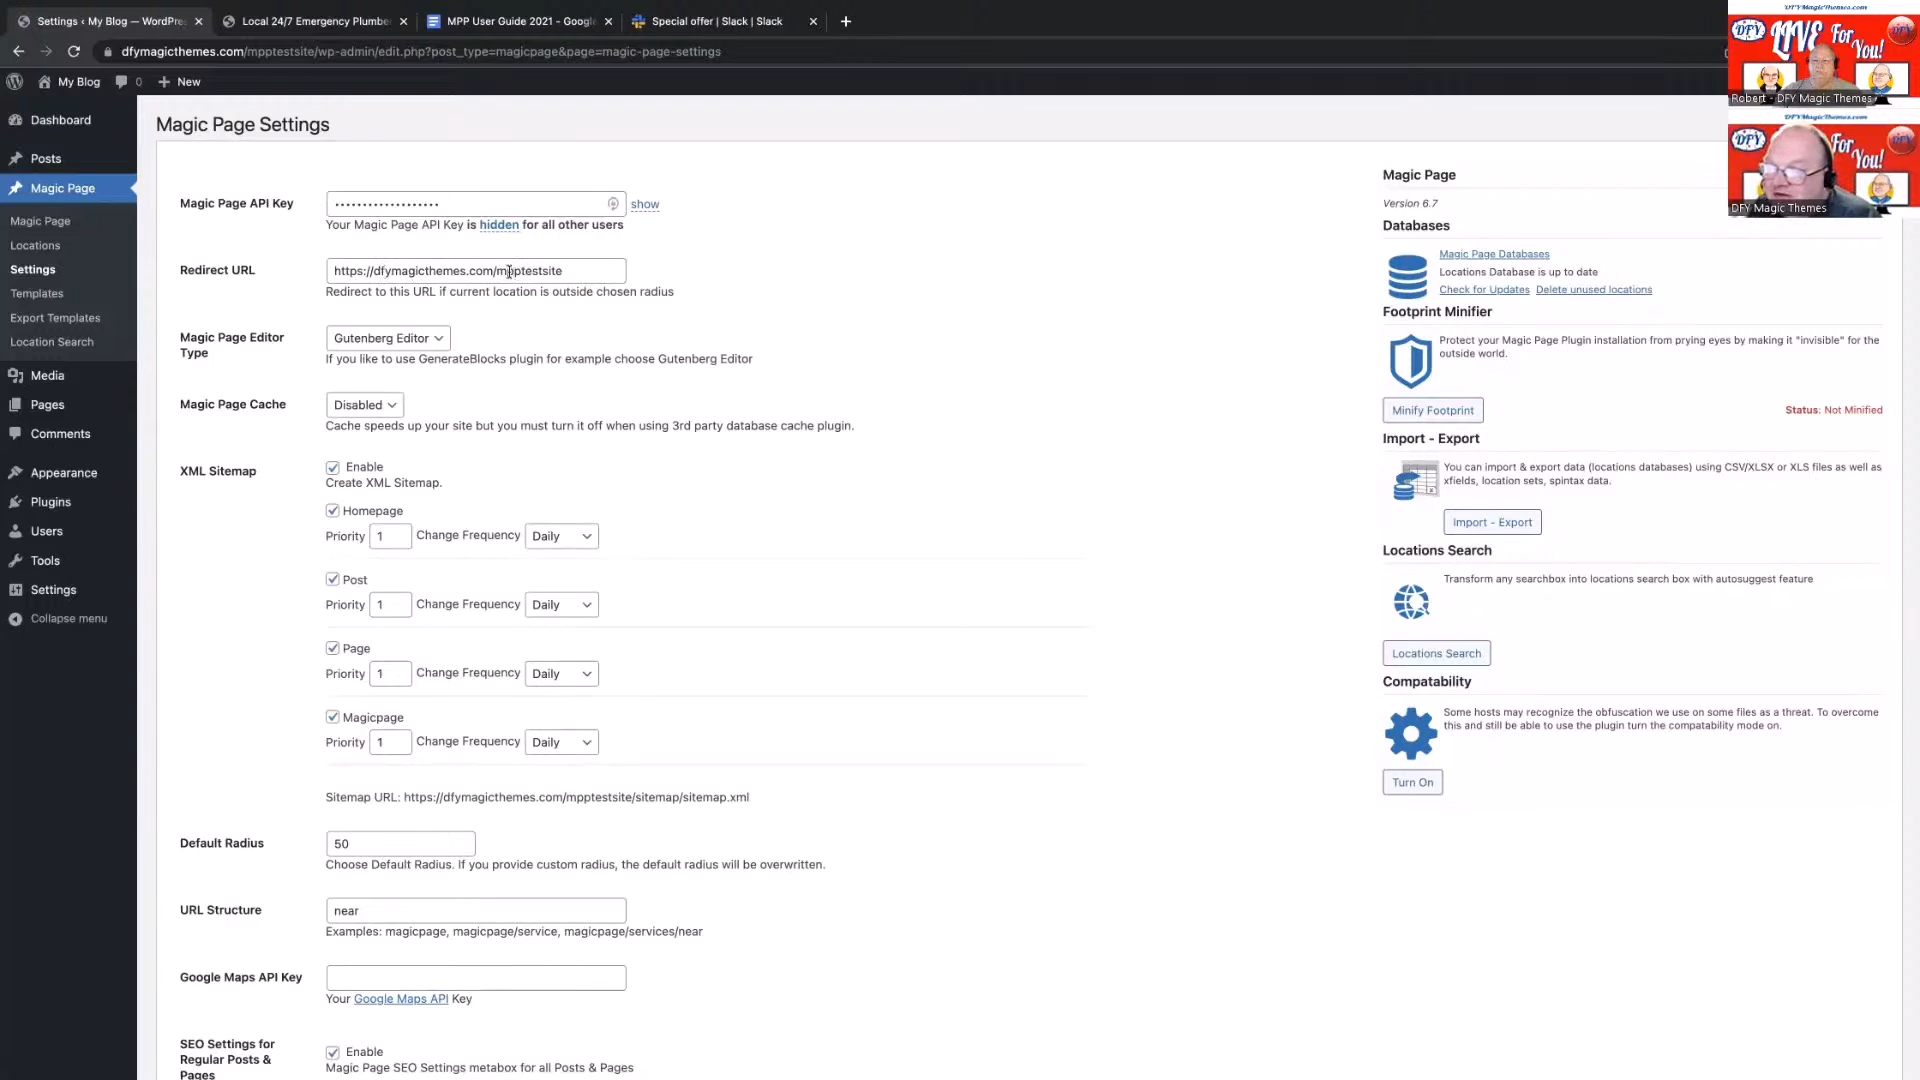 Settings ‹ My Blog — WordPres
Local 24/7 Emergency Plumber
MPP User Guide 2021 - Google
Special offer | Slack | Slack
dfymagicthemes.com/mpptestsite/wp-admin/edit.php?post_type=magicpage&page=magic-page-settings
My Blog
0
New
Dashboard
Posts
Magic Page
Magic Page
Locations
Settings
Templates
Export Templates
Location Search
Media
Pages
Comments
Appearance
Plugins
Users
Tools
Settings
Collapse menu
Magic Page Settings
Magic Page API Key
show
Your Magic Page API Key is hidden for all other users
Redirect URL
https://dfymagicthemes.com/mpptestsite
Redirect to this URL if current location is outside chosen radius
Magic Page Editor
Type
Gutenberg Editor
If you like to use GenerateBlocks plugin for example choose Gutenberg Editor
Magic Page Cache
Disabled
Cache speeds up your site but you must turn it off when using 3rd party database cache plugin.
XML Sitemap
Enable
Create XML Sitemap.
Homepage
Priority 1 Change Frequency Daily
Post
Priority 1 Change Frequency Daily
Page
Priority 1 Change Frequency Daily
Magicpage
Priority 1 Change Frequency Daily
Sitemap URL: https://dfymagicthemes.com/mpptestsite/sitemap/sitemap.xml
Default Radius
50
Choose Default Radius. If you provide custom radius, the default radius will be overwritten.
URL Structure
near
Examples: magicpage, magicpage/service, magicpage/services/near
Google Maps API Key
Your Google Maps API Key
SEO Settings for
Regular Posts &
Pages
Enable
Magic Page SEO Settings metabox for all Posts & Pages
Magic Page
Version 6.7
Databases
Magic Page Databases
Locations Database is up to date
Check for Updates Delete unused locations
Footprint Minifier
Protect your Magic Page Plugin installation from prying eyes by making it "invisible" for the
outside world.
Minify Footprint
Status: Not Minified
Import - Export
You can import & export data (locations databases) using CSV/XLSX or XLS files as well as
xfields, location sets, spintax data.
Import - Export
Locations Search
Transform any searchbox into locations search box with autosuggest feature
Locations Search
Compatability
Some hosts may recognize the obfuscation we use on some files as a threat. To overcome
this and still be able to use the plugin turn the compatability mode on.
Turn On
DFYMagicThemes.com
DFY
LIVE For
You!
Robert - DFY Magic Themes
DFYMagicThemes.com
DFY
For
You!
DFY Magic Themes